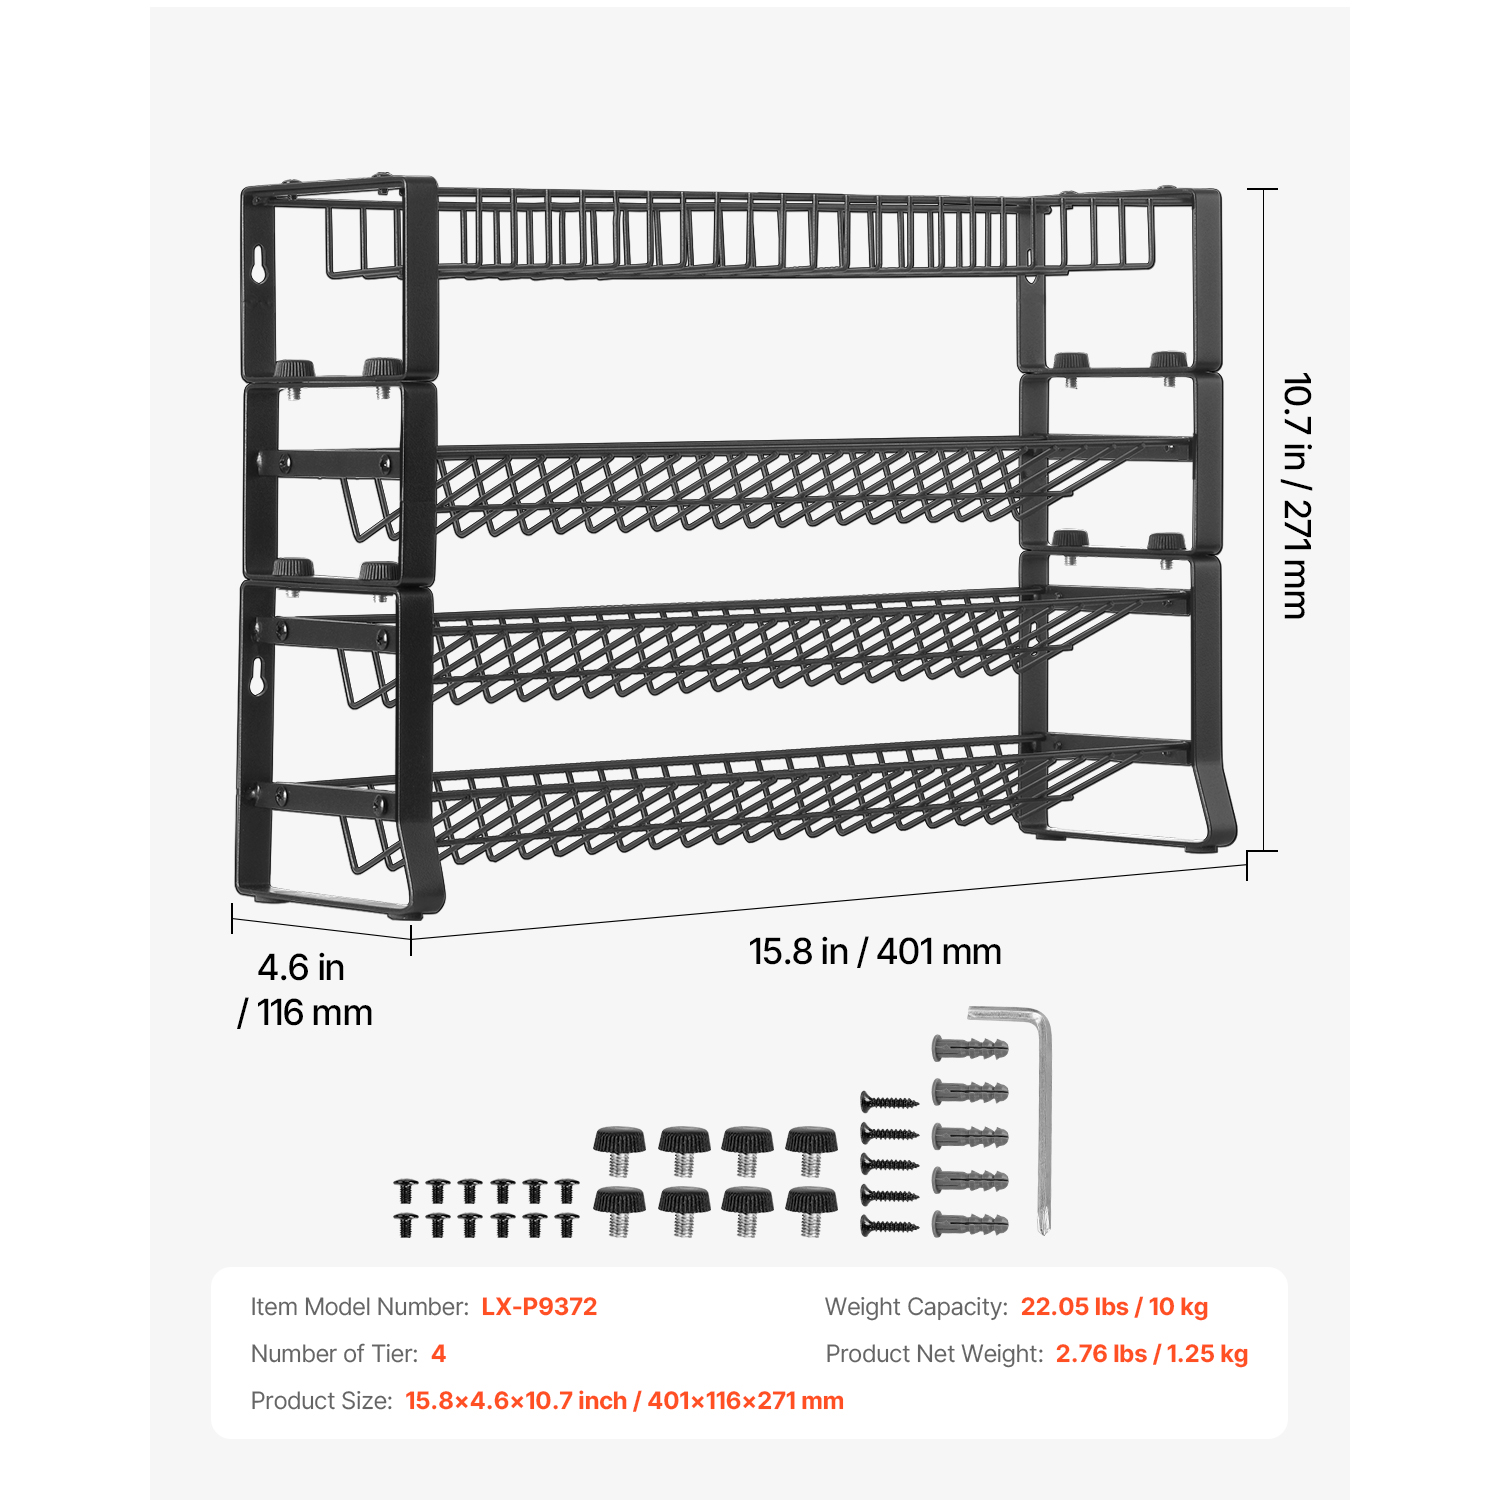 10.7 in / 271 mm
15.8 in / 401 mm
4.6 in
/ 116 mm
Item Model Number: LX-P9372
Weight Capacity: 22.05 lbs / 10 kg
Number of Tier: 4
Product Net Weight: 2.76 lbs / 1.25 kg
Product Size: 15.8×4.6×10.7 inch / 401×116×271 mm